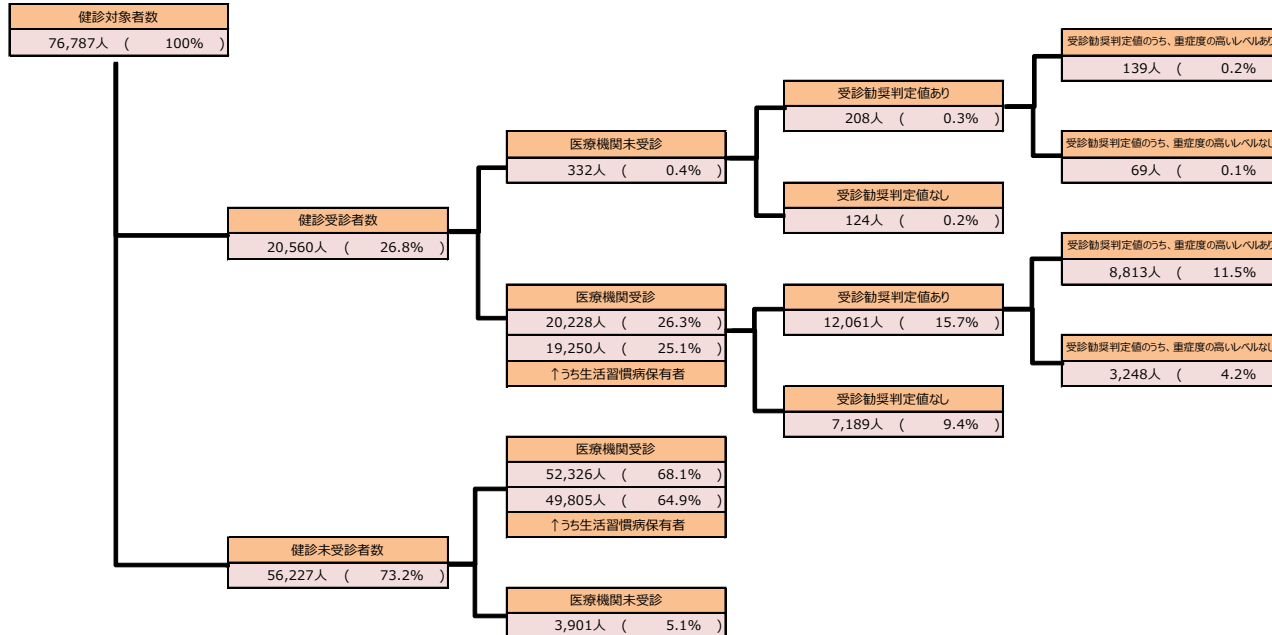 健診対象者数
76,787人 ( 100% )
健診受診者数
20,560人 ( 26.8% )
医療機関未受診
332人 ( 0.4% )
受診勧奨判定値あり
208人 ( 0.3% )
受診勧奨判定値のうち、重症度の高いレベルあり
139人 ( 0.2%
受診勧奨判定値のうち、重症度の高いレベルなし
69人 ( 0.1%
受診勧奨判定値なし
124人 ( 0.2% )
医療機関受診
20,228人 ( 26.3% )
19,250人 ( 25.1% )
↑うち生活習慣病保有者
受診勧奨判定値あり
12,061人 ( 15.7% )
受診勧奨判定値のうち、重症度の高いレベルあり
8,813人 ( 11.5%
受診勧奨判定値のうち、重症度の高いレベルなし
3,248人 ( 4.2%
受診勧奨判定値なし
7,189人 ( 9.4% )
健診未受診者数
56,227人 ( 73.2% )
医療機関受診
52,326人 ( 68.1% )
49,805人 ( 64.9% )
↑うち生活習慣病保有者
医療機関未受診
3,901人 ( 5.1% )